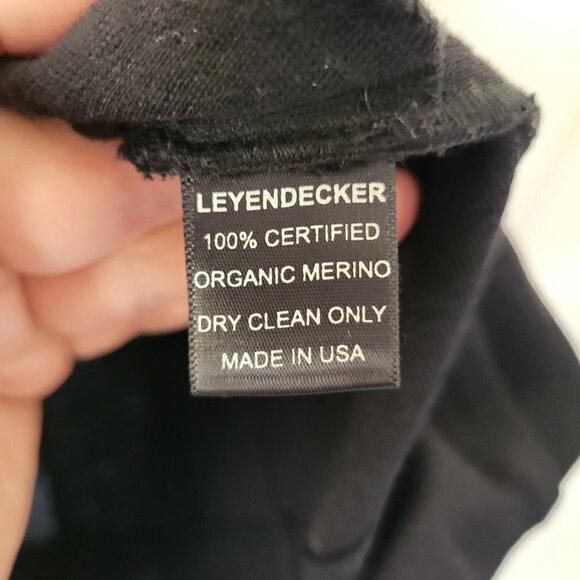 LEYENDECKER
100% CERTIFIED
ORGANIC MERINO
DRY CLEAN ONLY
MADE IN USA